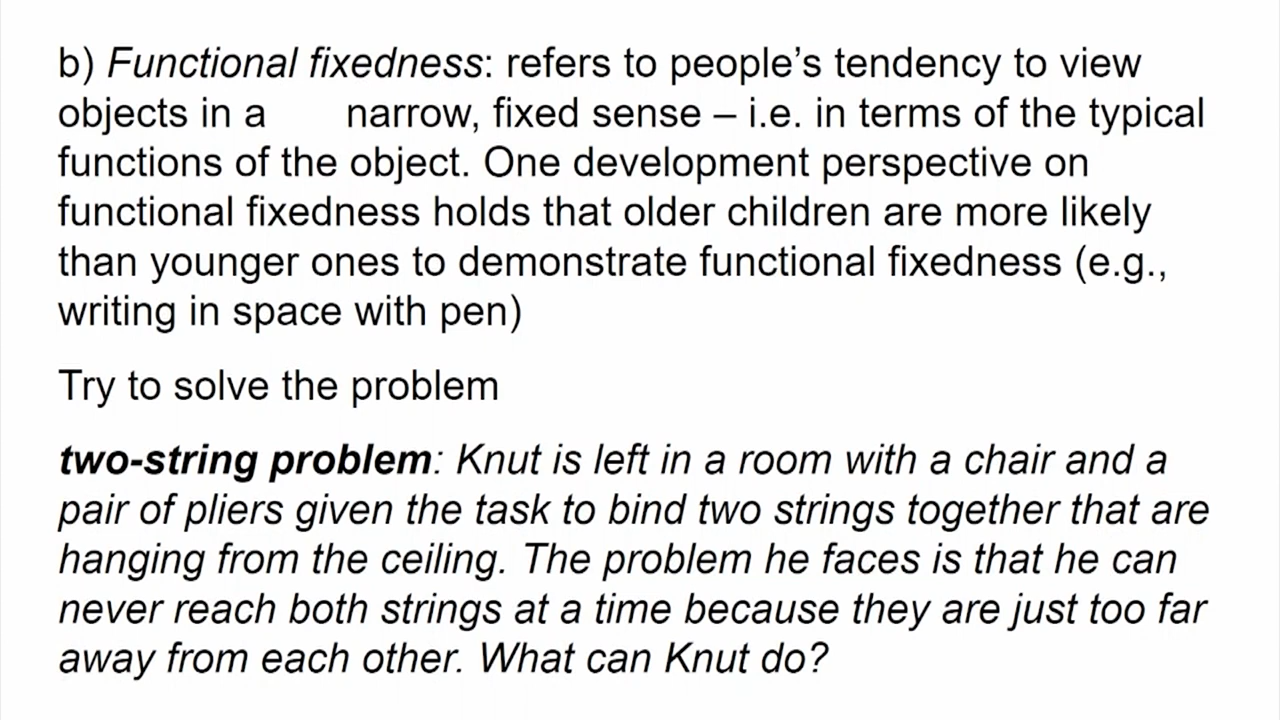 b) Functional fixedness: refers to people’s tendency to view
objects in a narrow, fixed sense – i.e. in terms of the typical
functions of the object. One development perspective on
functional fixedness holds that older children are more likely
than younger ones to demonstrate functional fixedness (e.g.,
writing in space with pen)
Try to solve the problem
two-string problem: Knut is left in a room with a chair and a
pair of pliers given the task to bind two strings together that are
hanging from the ceiling. The problem he faces is that he can
never reach both strings at a time because they are just too far
away from each other. What can Knut do?